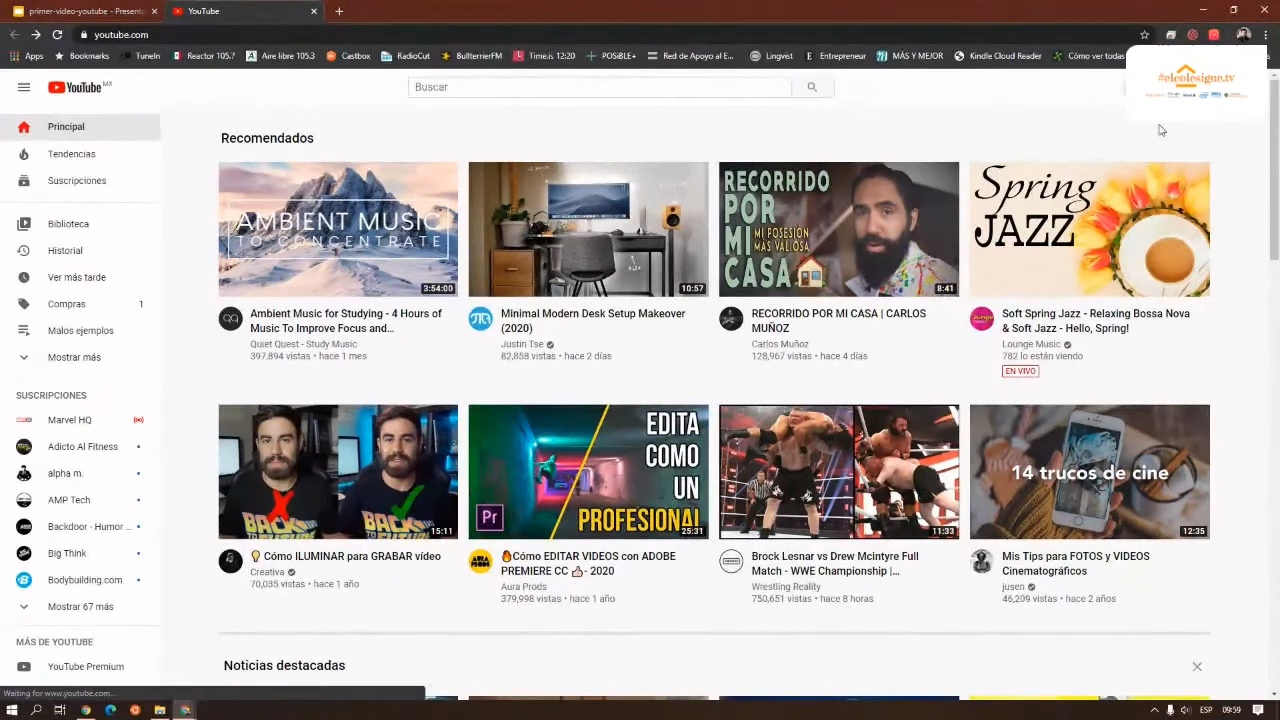 primer-video-youtube - Presenta
YouTube
youtube.com
Apps
Bookmarks
TuneIn
Reactor 105.7
Aire libre 105.3
Castbox
RadioCut
BullterrierFM
Time.is 12:20
POSiBLE+
Red de Apoyo al E...
Lingvist
Entrepreneur
MÁS Y MEJOR
Kindle Cloud Reader
Cómo ver todas
#elcolesigue.tv
YouTube MX
Buscar
Principal
Tendencias
Suscripciones
Biblioteca
Historial
Ver más tarde
Compras 1
Malos ejemplos
Mostrar más
SUSCRIPCIONES
Marvel HQ
Adicto Al Fitness
alpha m.
AMP Tech
Backdoor - Humor ...
Big Think
Bodybuilding.com
Mostrar 67 más
MÁS DE YOUTUBE
YouTube Premium
Waiting for www.youtube.com...
Recomendados
AMBIENT MUSIC
TO CONCENTRATE
3:54:00
Ambient Music for Studying - 4 Hours of
Music To Improve Focus and...
Quiet Quest - Study Music
397,894 vistas • hace 1 mes
10:57
Minimal Modern Desk Setup Makeover
(2020)
Justin Tse
82,858 vistas • hace 2 días
RECORRIDO
POR
MI
CASA
MI POSESIÓN
MÁS VALIOSA
8:41
RECORRIDO POR MI CASA | CARLOS
MUÑOZ
Carlos Muñoz
128,967 vistas • hace 4 días
Spring
JAZZ
Soft Spring Jazz - Relaxing Bossa Nova
& Soft Jazz - Hello, Spring!
Lounge Music
782 lo están viendo
EN VIVO
BACK
FUTURE
BACK
FUTURE
15:11
Cómo ILUMINAR para GRABAR vídeo
Creativa
70,035 vistas • hace 1 año
EDITA
COMO
UN
PROFESIONAL
Pr
25:31
Cómo EDITAR VIDEOS con ADOBE
PREMIERE CC - 2020
Aura Prods
379,998 vistas • hace 1 año
11:33
Brock Lesnar vs Drew Mcintyre Full
Match - WWE Championship |...
Wrestling Reality
750,651 vistas • hace 8 horas
14 trucos de cine
12:35
Mis Tips para FOTOS y VIDEOS
Cinematográficos
jusen
46,209 vistas • hace 2 años
Noticias destacadas
ESP
09:59